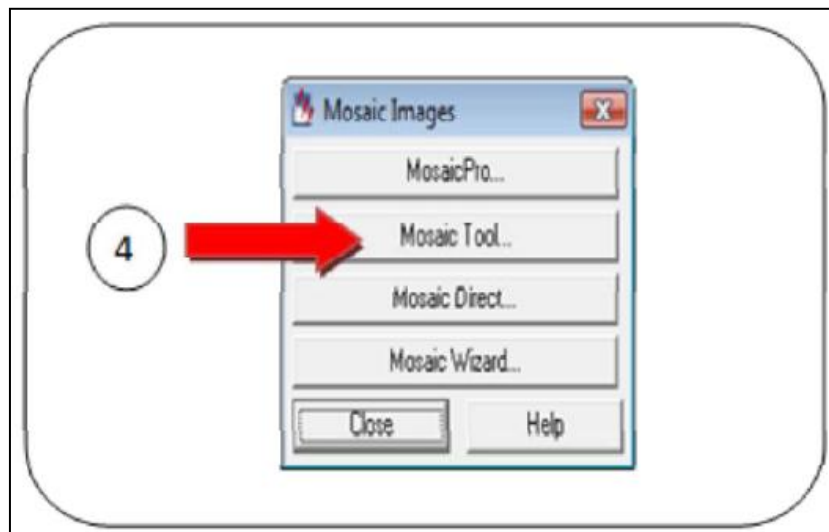 Mosaic Images
MosaicPro...
4
Mosaic Tool...
Mosaic Direct...
Mosaic Wizard...
Close Help